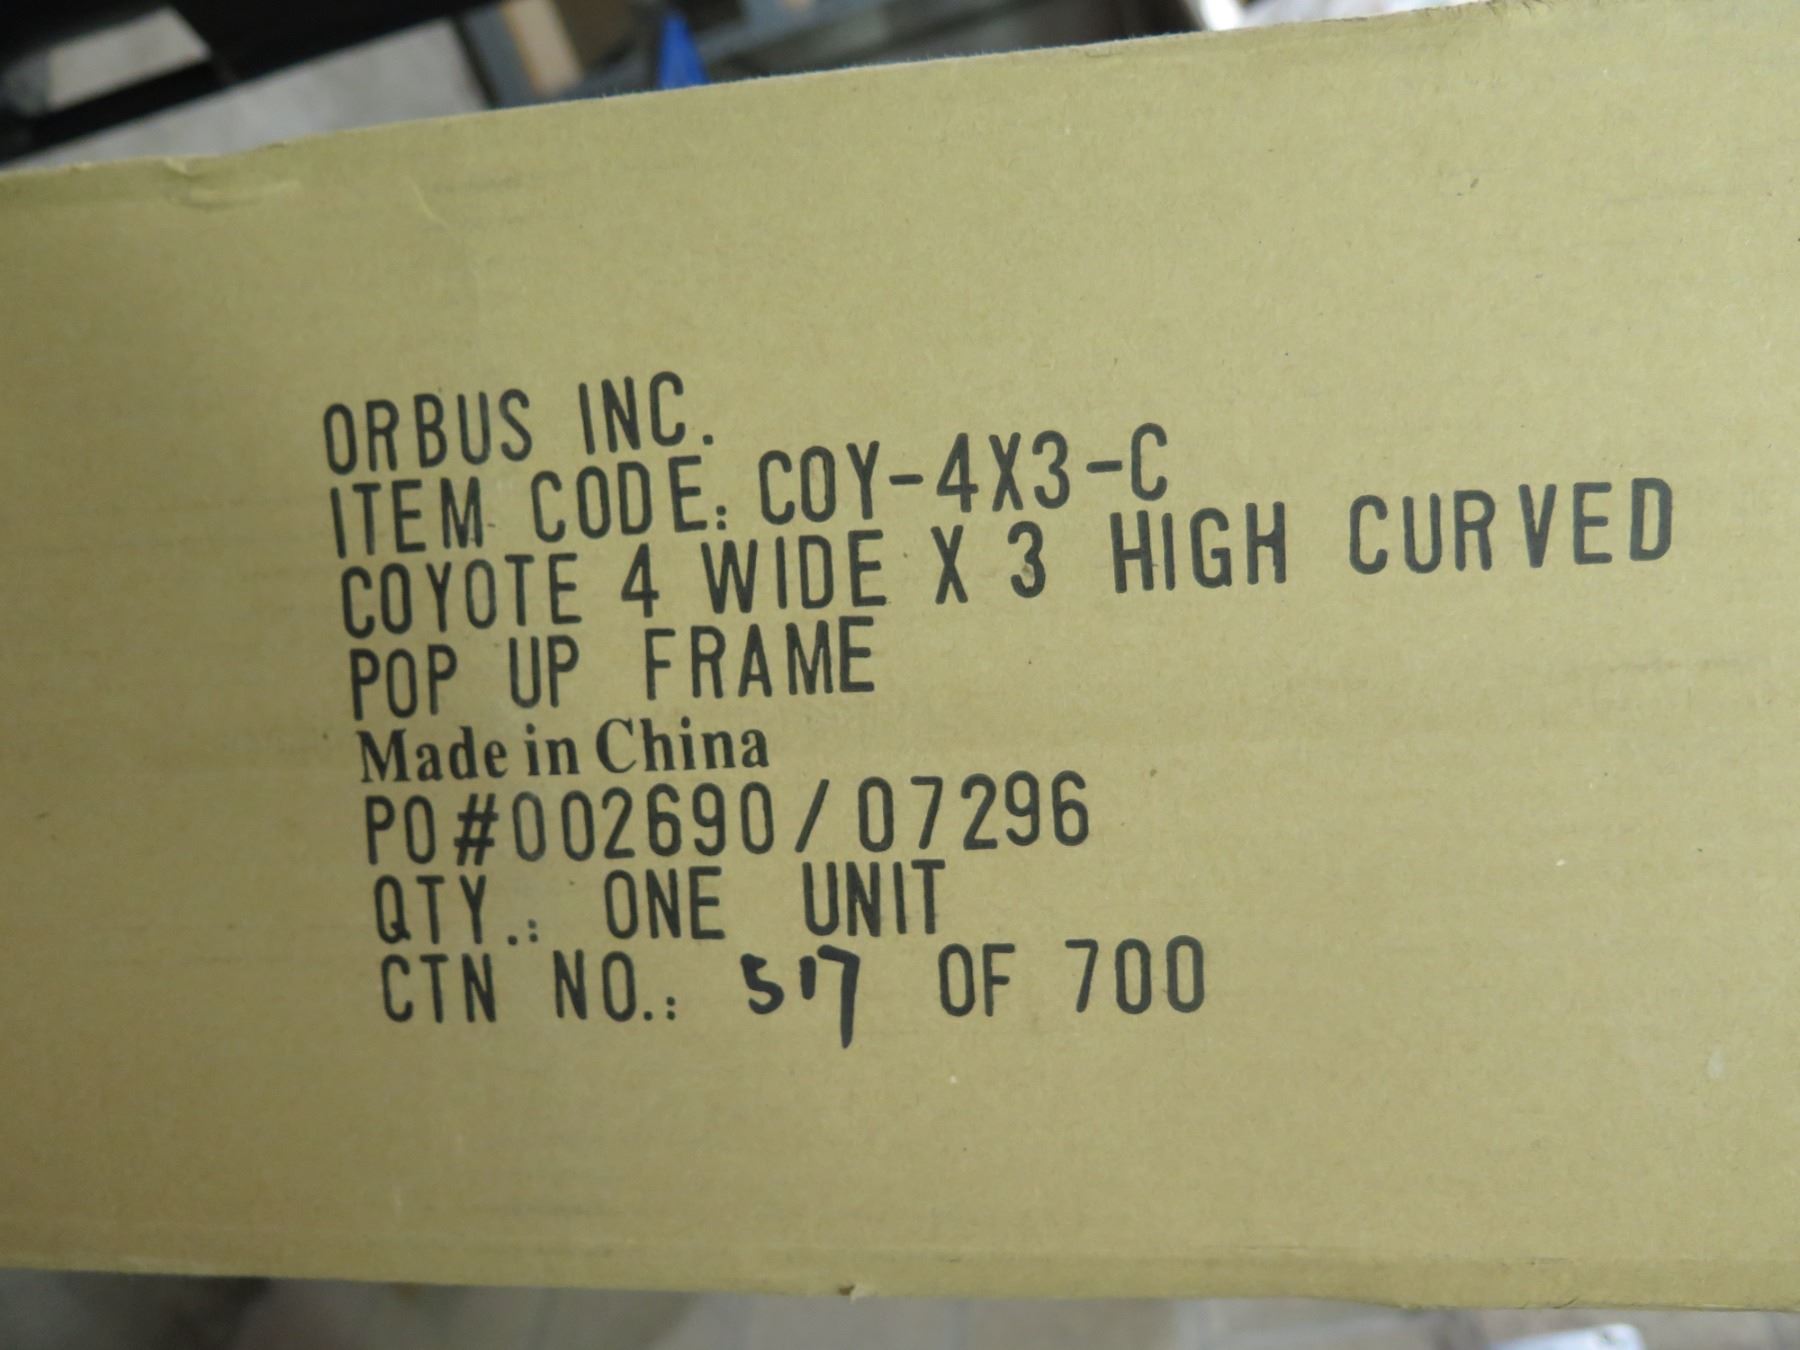 ORBUS INC.
ITEM CODE: COY-4X3-C
COYOTE 4 WIDE X 3 HIGH CURVED
POP UP FRAME
Made in China
PO#002690/07296
QTY.: ONE UNIT
CTN NO.: 517 OF 700